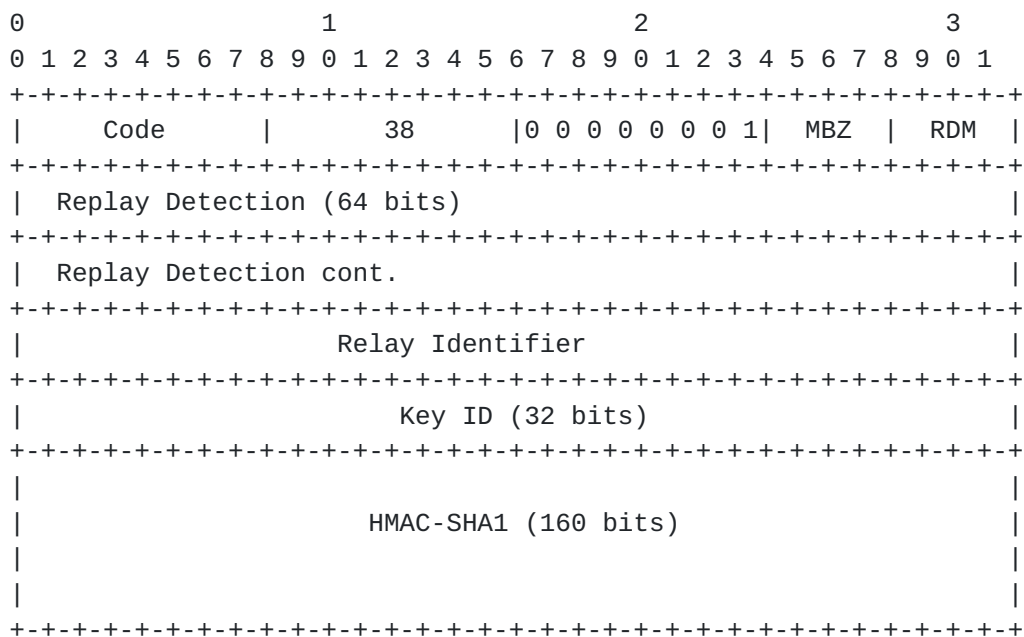 0                   1                   2                   3
0 1 2 3 4 5 6 7 8 9 0 1 2 3 4 5 6 7 8 9 0 1 2 3 4 5 6 7 8 9 0 1
+-+-+-+-+-+-+-+-+-+-+-+-+-+-+-+-+-+-+-+-+-+-+-+-+-+-+-+-+-+-+-+-+
|     Code      |       38      |0 0 0 0 0 0 0 1|  MBZ  |  RDM  |
+-+-+-+-+-+-+-+-+-+-+-+-+-+-+-+-+-+-+-+-+-+-+-+-+-+-+-+-+-+-+-+-+
|  Replay Detection (64 bits)                                   |
+-+-+-+-+-+-+-+-+-+-+-+-+-+-+-+-+-+-+-+-+-+-+-+-+-+-+-+-+-+-+-+-+
|  Replay Detection cont.                                       |
+-+-+-+-+-+-+-+-+-+-+-+-+-+-+-+-+-+-+-+-+-+-+-+-+-+-+-+-+-+-+-+-+
|                    Relay Identifier                           |
+-+-+-+-+-+-+-+-+-+-+-+-+-+-+-+-+-+-+-+-+-+-+-+-+-+-+-+-+-+-+-+-+
|                        Key ID (32 bits)                       |
+-+-+-+-+-+-+-+-+-+-+-+-+-+-+-+-+-+-+-+-+-+-+-+-+-+-+-+-+-+-+-+-+
|                                                               |
|                      HMAC-SHA1 (160 bits)                     |
|                                                               |
|                                                               |
+-+-+-+-+-+-+-+-+-+-+-+-+-+-+-+-+-+-+-+-+-+-+-+-+-+-+-+-+-+-+-+-+